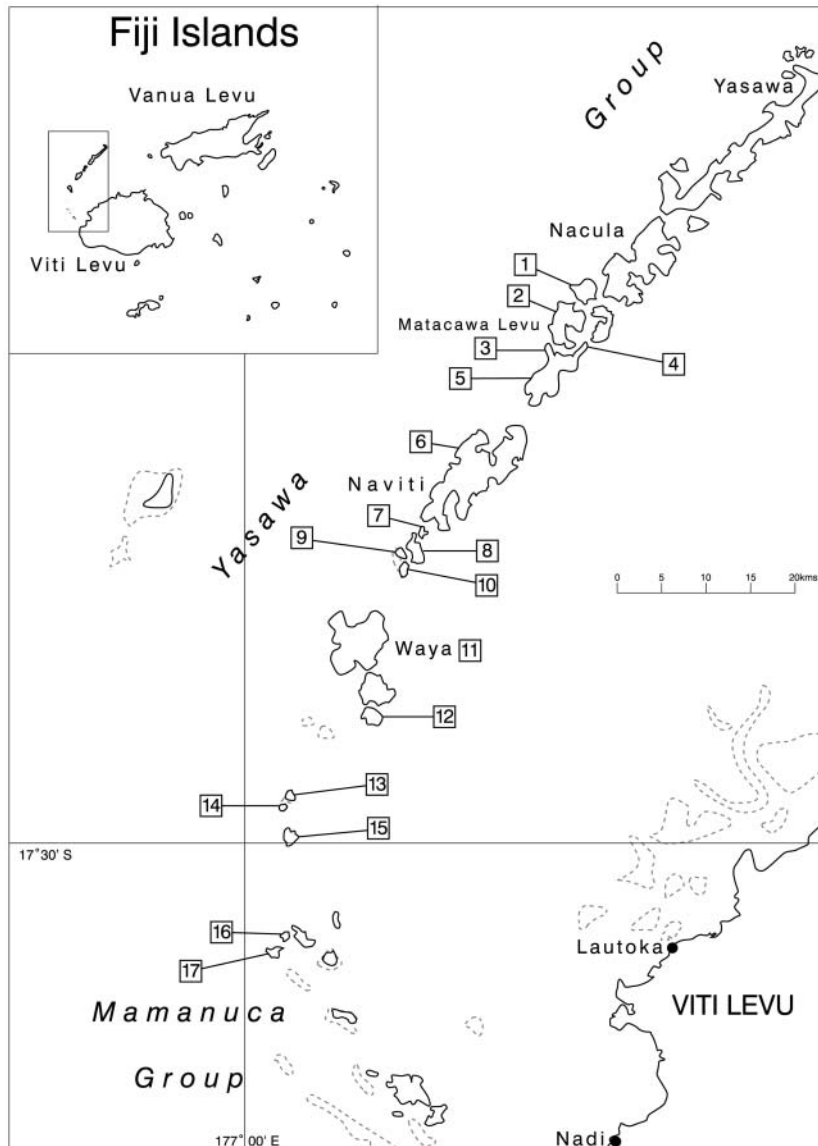 Fiji Islands
Vanua Levu
Viti Levu
Group
Yasawa
Nacula
1
2
Matacawa Levu
3
4
5
6
Naviti
7
Yasawa
9
8
10
0 5 10 15 20kms
Waya 11
12
13
14
15
17°30' S
16
17
Lautoka
VITI LEVU
Mamanuca
Group
177°00' E
Nadi